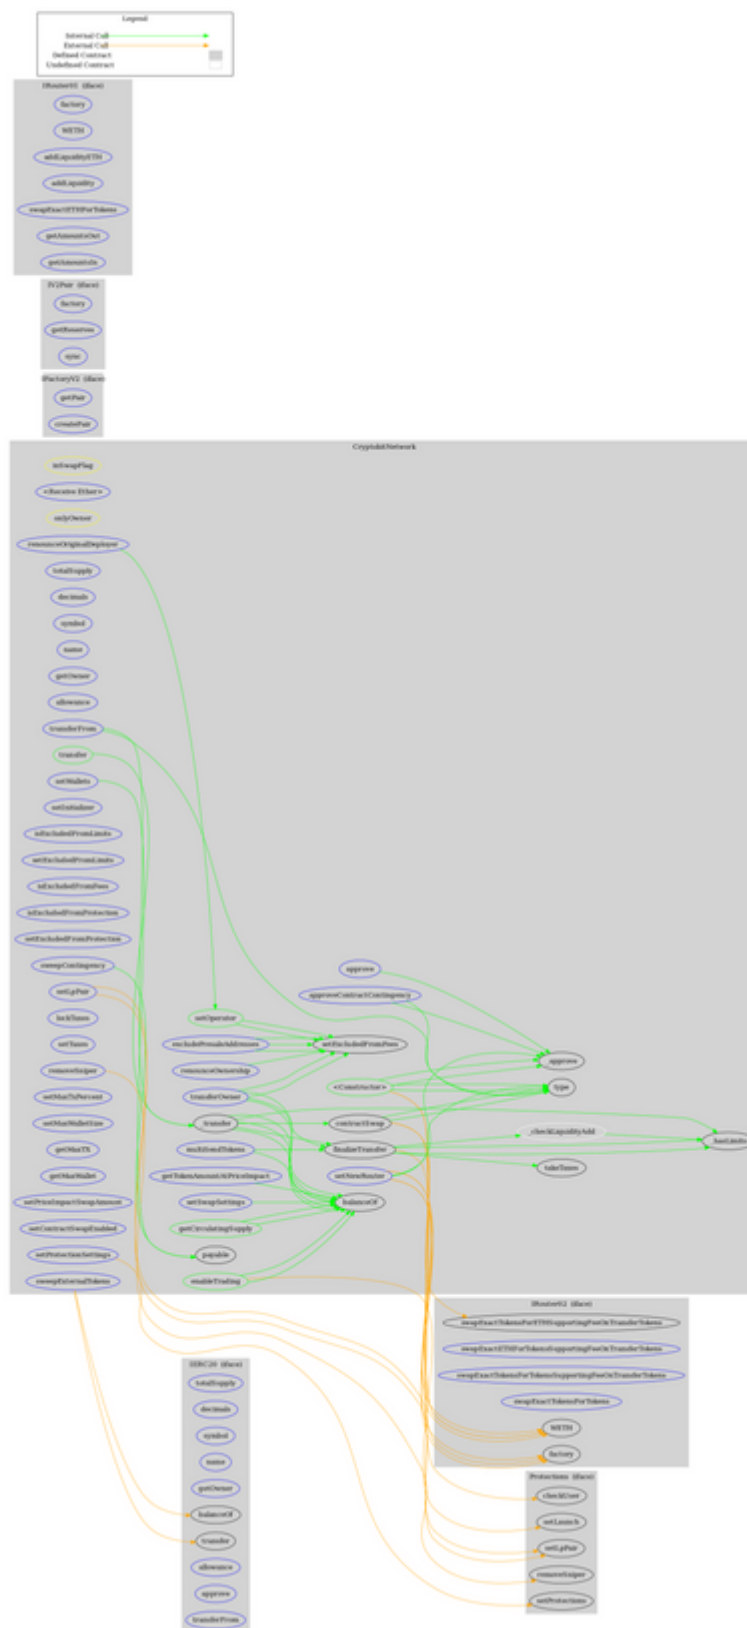 Legend
Internal Call
External Call
Defined Contract
Undefined Contract
IRouter01 (iface)
factory
WETH
addLiquidityETH
addLiquidity
swapExactETHForTokens
getAmountsOut
getAmountsIn
IV2Pair (iface)
factory
getReserves
sync
IFactoryV2 (iface)
getPair
createPair
inSwapFlag
<Receive Ether>
onlyOwner
renounceOriginalDeployer
totalSupply
decimals
symbol
name
getOwner
allowance
transferFrom
transfer
setWallets
setInitializer
isExcludedFromLimits
setExcludedFromLimits
isExcludedFromFees
isExcludedFromProtection
setExcludedFromProtection
sweepContingency
setLpPair
lockTaxes
setTaxes
removeSniper
setMaxTxPercent
setMaxWalletSize
getMaxTX
getMaxWallet
setPriceImpactSwapAmount
setContractSwapEnabled
setProtectionSettings
sweepExternalTokens
setOperator
excludePresaleAddresses
renounceOwnership
transferOwner
_transfer
multiSendTokens
getTokenAmountAtPriceImpact
setSwapSettings
getCirculatingSupply
payable
enableTrading
approve
approveContractContingency
setExcludedFromFees
<Constructor>
contractSwap
finalizeTransfer
setNewRouter
balanceOf
_approve
type
_checkLiquidityAdd
takeTaxes
_hasLimits
IRouter02 (iface)
swapExactTokensForETHSupportingFeeOnTransferTokens
swapExactETHForTokensSupportingFeeOnTransferTokens
swapExactTokensForTokensSupportingFeeOnTransferTokens
swapExactTokensForTokens
WETH
factory
IERC20 (iface)
totalSupply
decimals
symbol
name
getOwner
balanceOf
transfer
allowance
approve
transferFrom
Protections (iface)
checkUser
setLaunch
setLpPair
removeSniper
setProtections